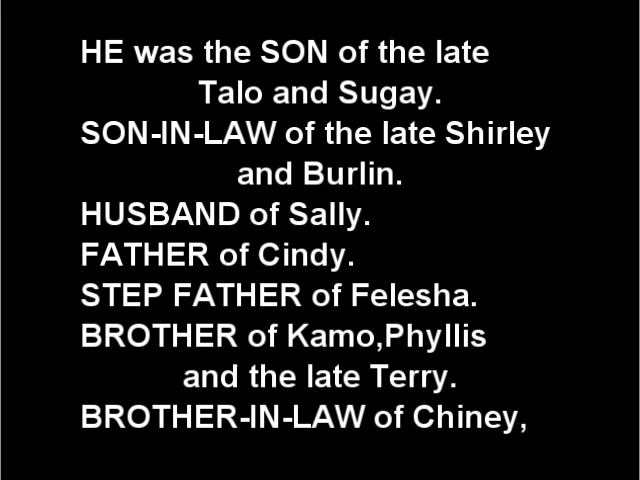 HE was the SON of the late
Talo and Sugay.
SON-IN-LAW of the late Shirley
and Burlin.
HUSBAND of Sally.
FATHER of Cindy.
STEP FATHER of Felesha.
BROTHER of Kamo,Phyllis
and the late Terry.
BROTHER-IN-LAW of Chiney,